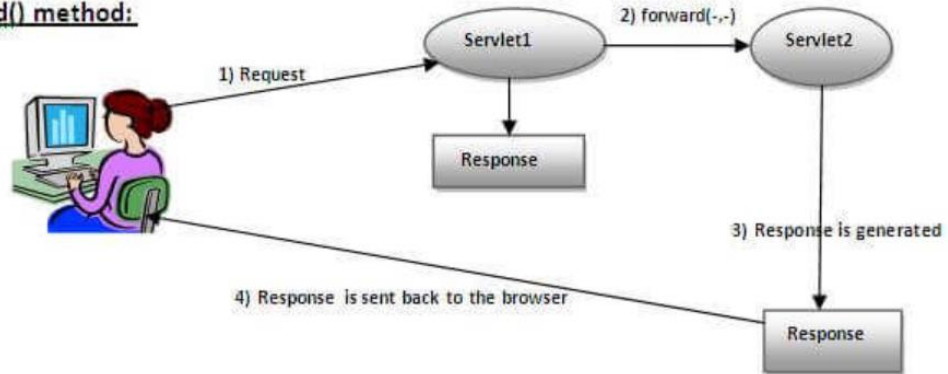 d() method:
2) forward(-,-)
Servlet1
Servlet2
1) Request
Response
3) Response is generated
4) Response is sent back to the browser
Response